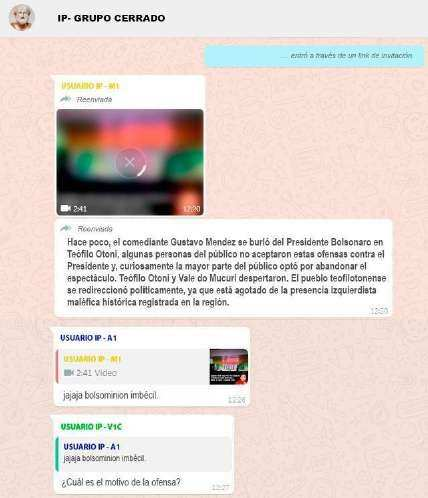 IP- GRUPO CERRADO
... entró a través de un link de invitación
USUARIO IP - M1
Reenviada
2:41
12:20
Reenviada
Hace poco, el comediante Gustavo Mendez se burló del Presidente Bolsonaro en
Teófilo Otoni, algunas personas del público no aceptaron estas ofensas contra el
Presidente y, curiosamente la mayor parte del público optó por abandonar el
espectáculo. Teófilo Otoni y Vale do Mucuri despertaron. El pueblo teofilotonense
se redireccionó políticamente, ya que está agotado de la presencia izquierdista
maléfica histórica registrada en la región.
12:20
USUARIO IP - A1
USUARIO IP - M1
2:41 Video
jajaja bolsominion imbécil.
12:26
USUARIO IP - V1C
USUARIO IP - A1
jajaja bolsominion imbécil.
¿Cuál es el motivo de la ofensa?
12:27